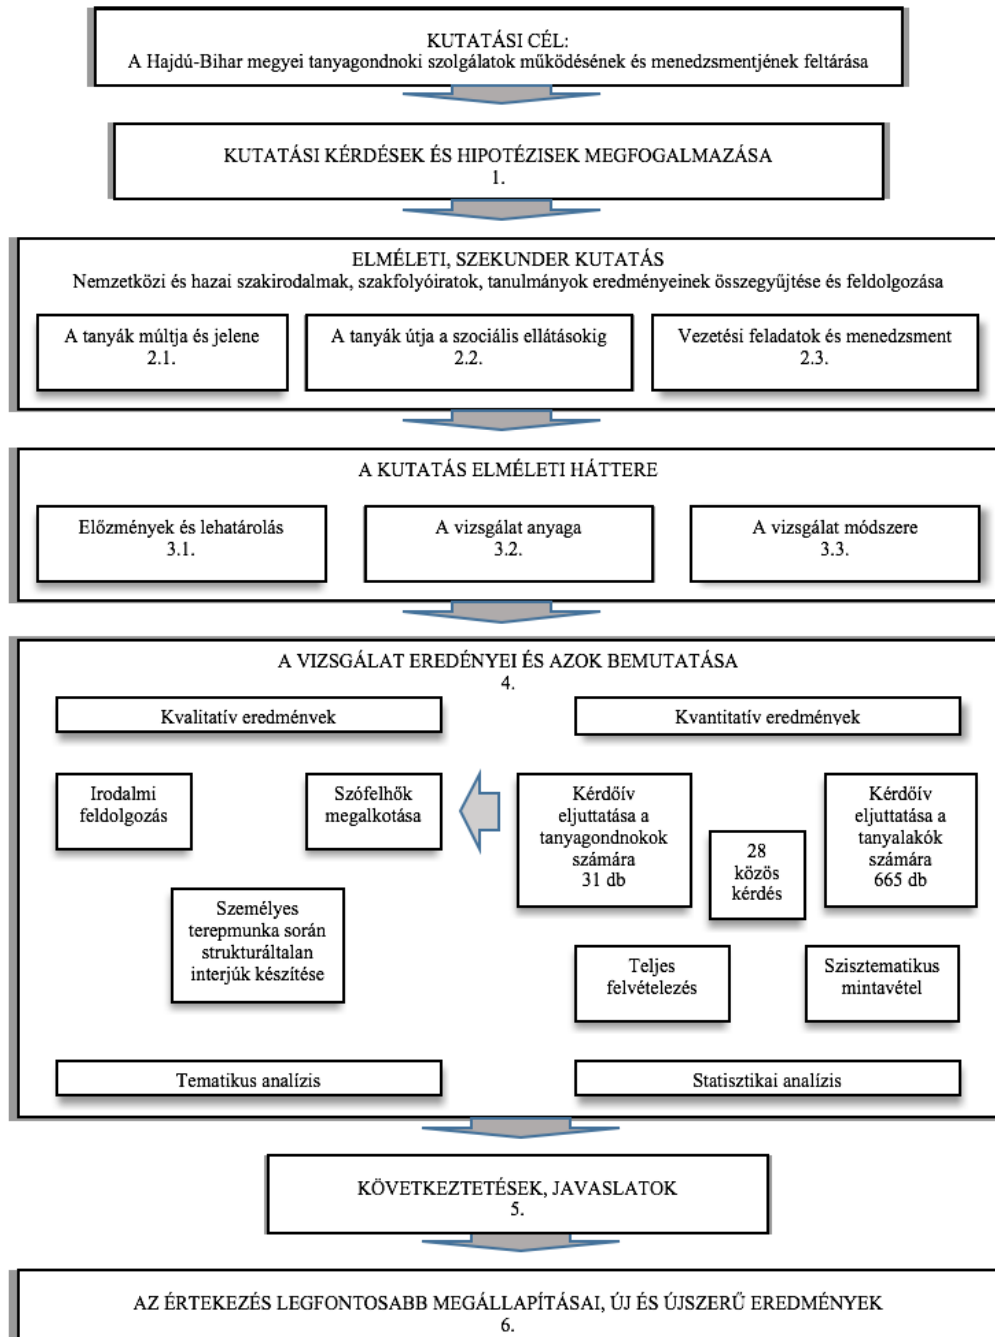 KUTATÁSI CÉL:
A Hajdú-Bihar megyei tanyagondnoki szolgálatok működésének és menedzsmentjének feltárása
KUTATÁSI KÉRDÉSEK ÉS HIPOTÉZISEK MEGFOGALMAZÁSA
1.
ELMÉLETI, SZEKUNDER KUTATÁS
Nemzetközi és hazai szakirodalmak, szakfolyóiratok, tanulmányok eredményeinek összegyűjtése és feldolgozása
A tanyák múltja és jelene
2.1.
A tanyák útja a szociális ellátásokig
2.2.
Vezetési feladatok és menedzsment
2.3.
A KUTATÁS ELMÉLETI HÁTTERE
Előzmények és lehatárolás
3.1.
A vizsgálat anyaga
3.2.
A vizsgálat módszere
3.3.
A VIZSGÁLAT EREDÉNYEI ÉS AZOK BEMUTATÁSA
4.
Kvalitatív eredmények
Kvantitatív eredmények
Irodalmi
feldolgozás
Szófelhők
megalkotása
Kérdőív
eljuttatása a
tanyagondnokok
számára
31 db
28
közös
kérdés
Kérdőív
eljuttatása a
tanyalakók
számára
665 db
Személyes
terepmunka során
strukturáltalan
interjúk készítése
Teljes
felvételezés
Szisztematikus
mintavétel
Tematikus analízis
Statisztikai analízis
KÖVETKEZTETÉSEK, JAVASLATOK
5.
AZ ÉRTEKEZÉS LEGFONTOSABB MEGÁLLAPÍTÁSAI, ÚJ ÉS ÚJSZERŰ EREDMÉNYEK
6.